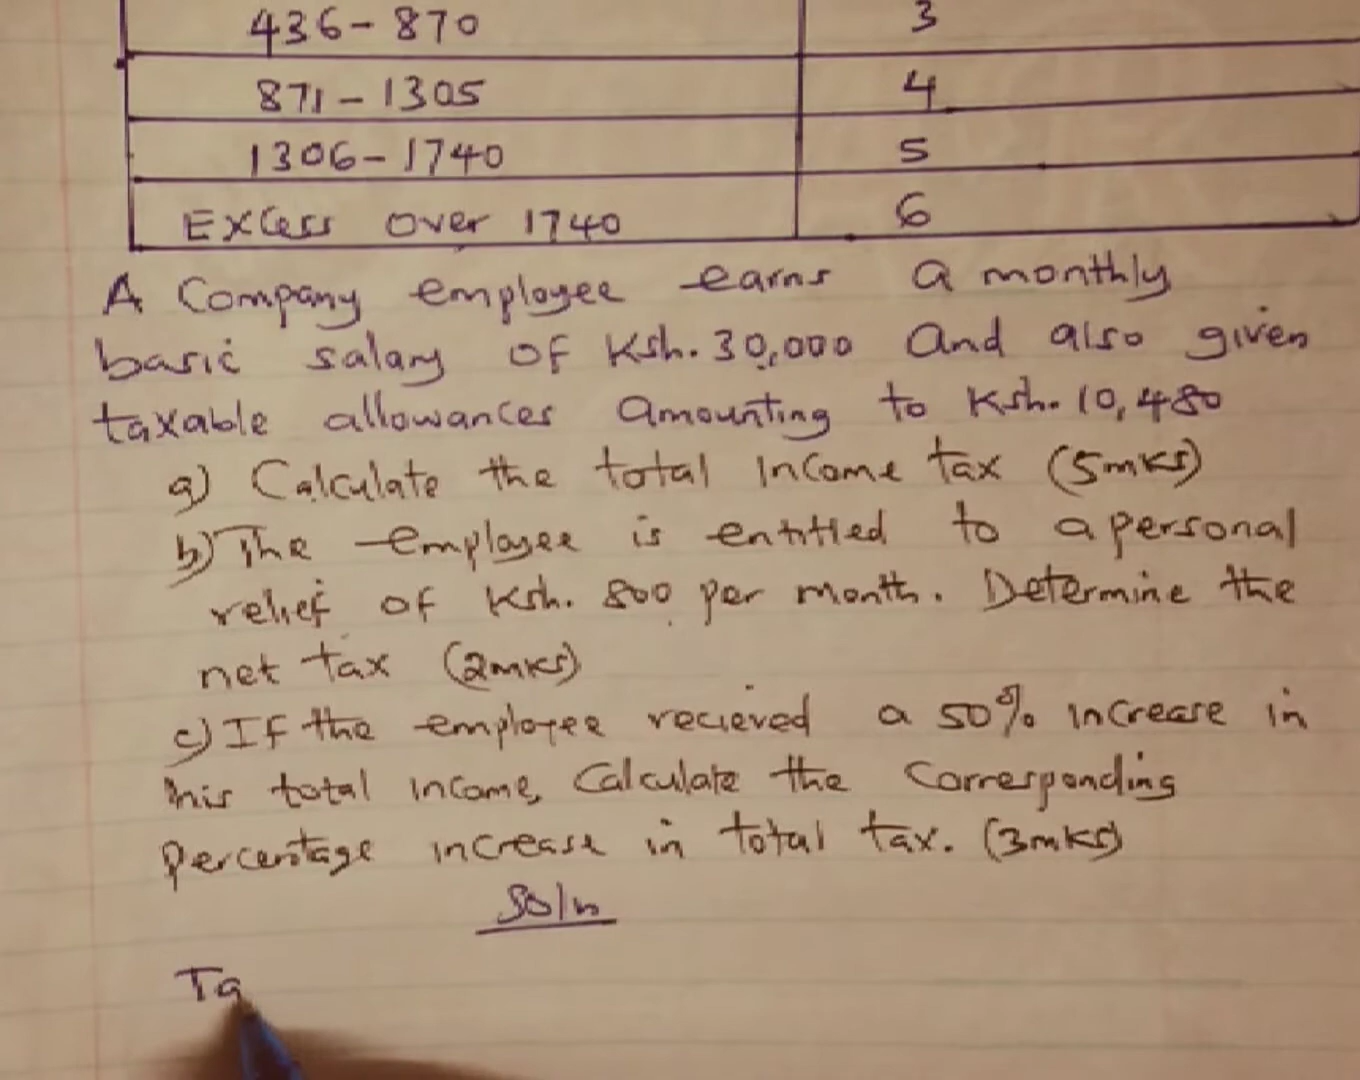 436-870 3
871-1305 4
1306-1740 5
Excess over 1740 6
A Company employee earns a monthly
basic salary of Ksh. 30,000 and also given
taxable allowances amounting to Ksh. 10,480
a) Calculate the total income tax (5mks)
b) The employee is entitled to a personal
relief of Ksh. 800 per month. Determine the
net tax (2mks)
c) If the employee recieved a 50% increase in
his total income, Calculate the corresponding
percentage increase in total tax. (3mks)
Soln
Ta